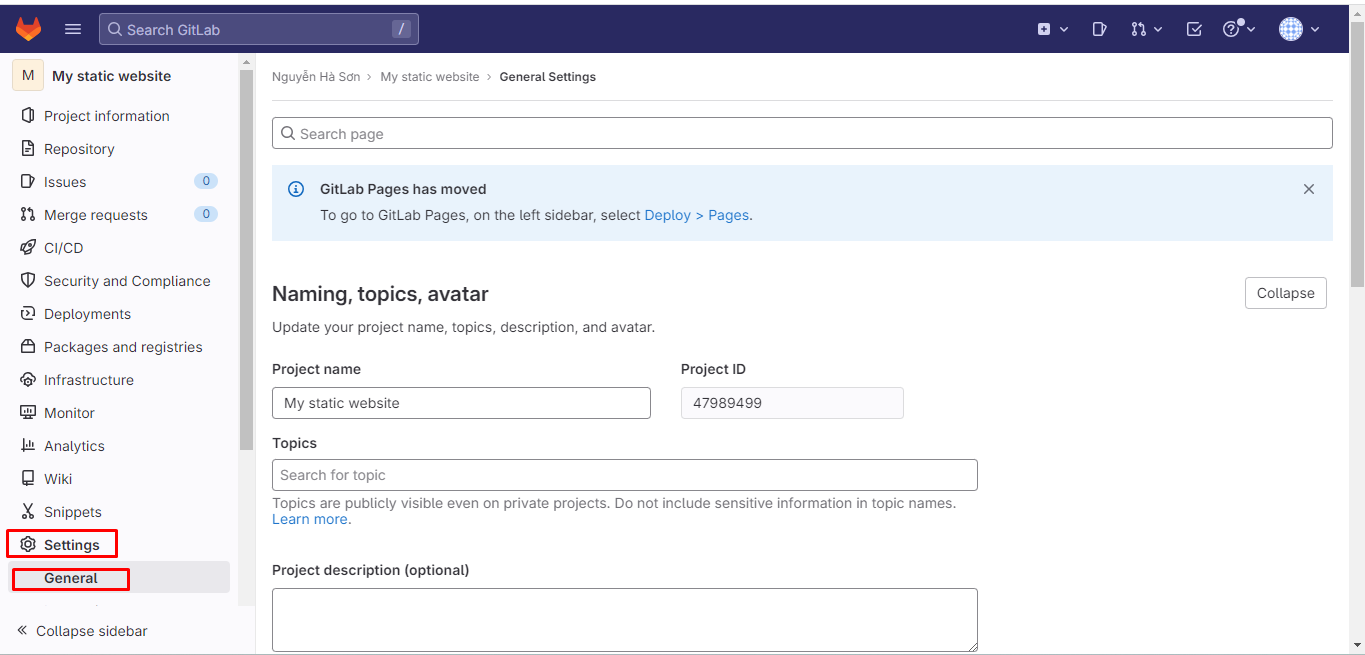 Search GitLab
/
M
My static website
Project information
Repository
Issues 0
Merge requests 0
CI/CD
Security and Compliance
Deployments
Packages and registries
Infrastructure
Monitor
Analytics
Wiki
Snippets
Settings
General
Collapse sidebar
Nguyễn Hà Sơn › My static website › General Settings
Search page
GitLab Pages has moved
To go to GitLab Pages, on the left sidebar, select Deploy > Pages.
Naming, topics, avatar
Collapse
Update your project name, topics, description, and avatar.
Project name
My static website
Project ID
47989499
Topics
Search for topic
Topics are publicly visible even on private projects. Do not include sensitive information in topic names.
Learn more.
Project description (optional)